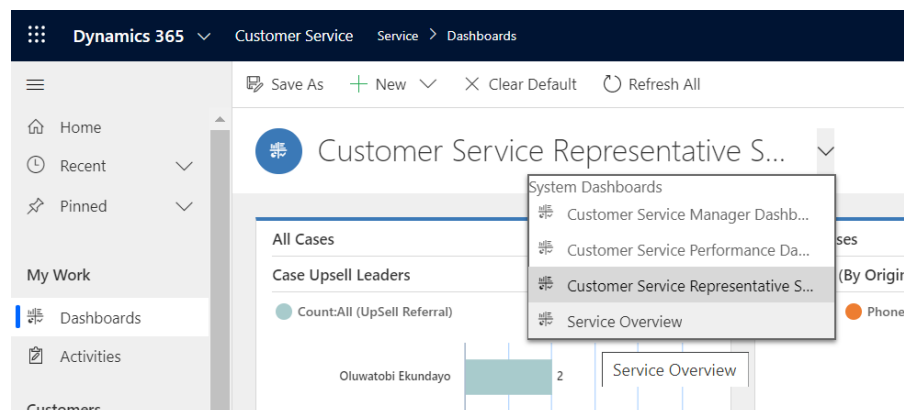 Dynamics 365 Customer Service Service > Dashboards
Save As New Clear Default Refresh All
Home
Recent
Pinned
My Work
Dashboards
Activities
Customers
Customer Service Representative S...
System Dashboards
Customer Service Manager Dashb...
Customer Service Performance Da...
Customer Service Representative S...
Service Overview
Service Overview
All Cases
Case Upsell Leaders
Count:All (UpSell Referral)
Oluwatobi Ekundayo 2
ses
(By Origin
Phone